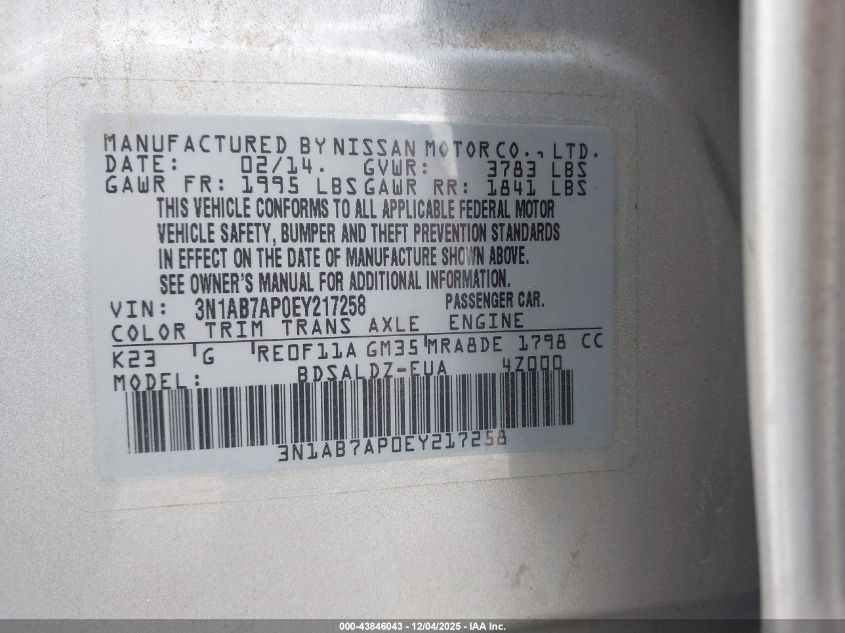 MANUFACTURED BY NISSAN MOTOR CO., LTD.
DATE: 02/14. GVWR: 3783 LBS
GAWR FR: 1995 LBS GAWR RR: 1841 LBS
THIS VEHICLE CONFORMS TO ALL APPLICABLE FEDERAL MOTOR
VEHICLE SAFETY, BUMPER AND THEFT PREVENTION STANDARDS
IN EFFECT ON THE DATE OF MANUFACTURE SHOWN ABOVE.
SEE OWNER'S MANUAL FOR ADDITIONAL INFORMATION.
VIN: 3N1AB7AP0EY217258 PASSENGER CAR.
COLOR TRIM TRANS AXLE ENGINE
K23 G RE0F11A GM35 MRA8DE 1798 CC
MODEL: BDSALDZ-EUA 4Z000
3N1AB7AP0EY217258
000-43846043 - 12/04/2025 - IAA Inc.